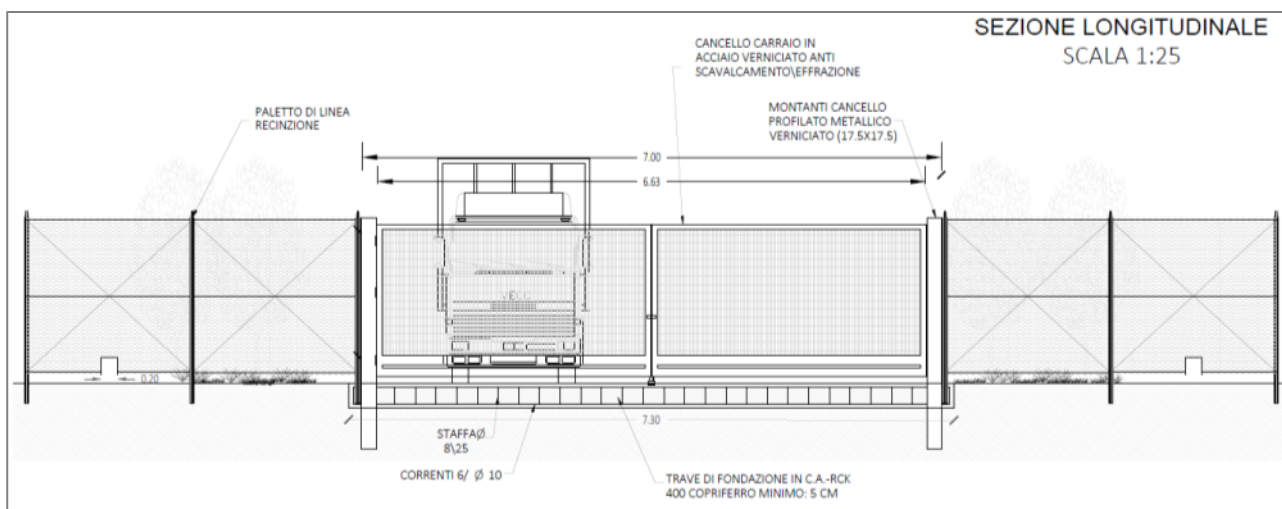 SEZIONE LONGITUDINALE
SCALA 1:25
CANCELLO CARRAIO IN
ACCIAIO VERNICIATO ANTI
SCAVALCAMENTO\EFFRAZIONE
PALETTO DI LINEA
RECINZIONE
MONTANTI CANCELLO
PROFILATO METALLICO
VERNICIATO (17.5X17.5)
7.00
6.63
0.20
7.30
STAFFAØ
8\25
CORRENTI 6/ Ø 10
TRAVE DI FONDAZIONE IN C.A.-RCK
400 COPRIFERRO MINIMO: 5 CM